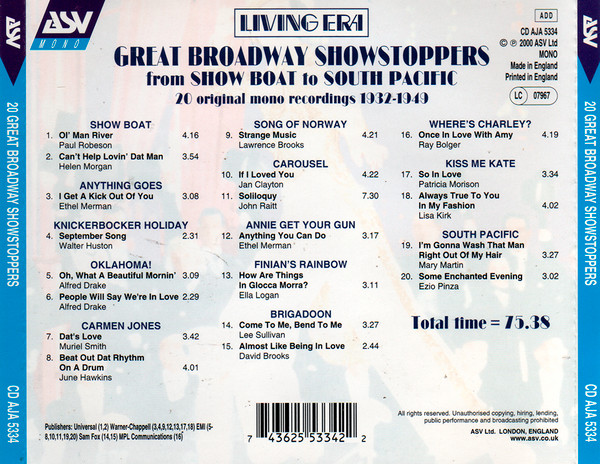 ASV
MONO
20 GREAT BROADWAY SHOWSTOPPERS
CD AJA 5334
LIVING ERA
GREAT BROADWAY SHOWSTOPPERS
from SHOW BOAT to SOUTH PACIFIC
20 original mono recordings 1932-1949
ADD
CD AJA 5334
© ℗ 2000 ASV Ltd
MONO
Made in England
Printed in England
LC 07967
SHOW BOAT
1. Ol' Man River 4.16
Paul Robeson
2. Can't Help Lovin' Dat Man 3.54
Helen Morgan
ANYTHING GOES
3. I Get A Kick Out Of You 3.08
Ethel Merman
KNICKERBOCKER HOLIDAY
4. September Song 2.31
Walter Huston
OKLAHOMA!
5. Oh, What A Beautiful Mornin' 3.09
Alfred Drake
6. People Will Say We're In Love 2.29
Alfred Drake
CARMEN JONES
7. Dat's Love 3.42
Muriel Smith
8. Beat Out Dat Rhythm
On A Drum 4.01
June Hawkins
SONG OF NORWAY
9. Strange Music 4.21
Lawrence Brooks
CAROUSEL
10. If I Loved You 4.22
Jan Clayton
11. Soliloquy 7.30
John Raitt
ANNIE GET YOUR GUN
12. Anything You Can Do 3.17
Ethel Merman
FINIAN'S RAINBOW
13. How Are Things
In Glocca Morra? 3.21
Ella Logan
BRIGADOON
14. Come To Me, Bend To Me 3.27
Lee Sullivan
15. Almost Like Being In Love 2.44
David Brooks
WHERE'S CHARLEY?
16. Once In Love With Amy 4.19
Ray Bolger
KISS ME KATE
17. So In Love 3.34
Patricia Morison
18. Always True To You
In My Fashion 4.02
Lisa Kirk
SOUTH PACIFIC
19. I'm Gonna Wash That Man
Right Out Of My Hair 3.27
Mary Martin
20. Some Enchanted Evening 3.02
Ezio Pinza
Total time = 75.38
Publishers: Universal (1,2) Warner-Chappell (3,4,9,12,13,17,18) EMI (5-
8,10,11,19,20) Sam Fox (14,15) MPL Communications (16)
7 43625 53342 2
All rights reserved. Unauthorised copying, hiring, lending,
public performance and broadcasting prohibited
ASV Ltd. LONDON, ENGLAND
www.asv.co.uk
ASV
20 GREAT BROADWAY SHOWSTOPPERS
CD AJA 5334